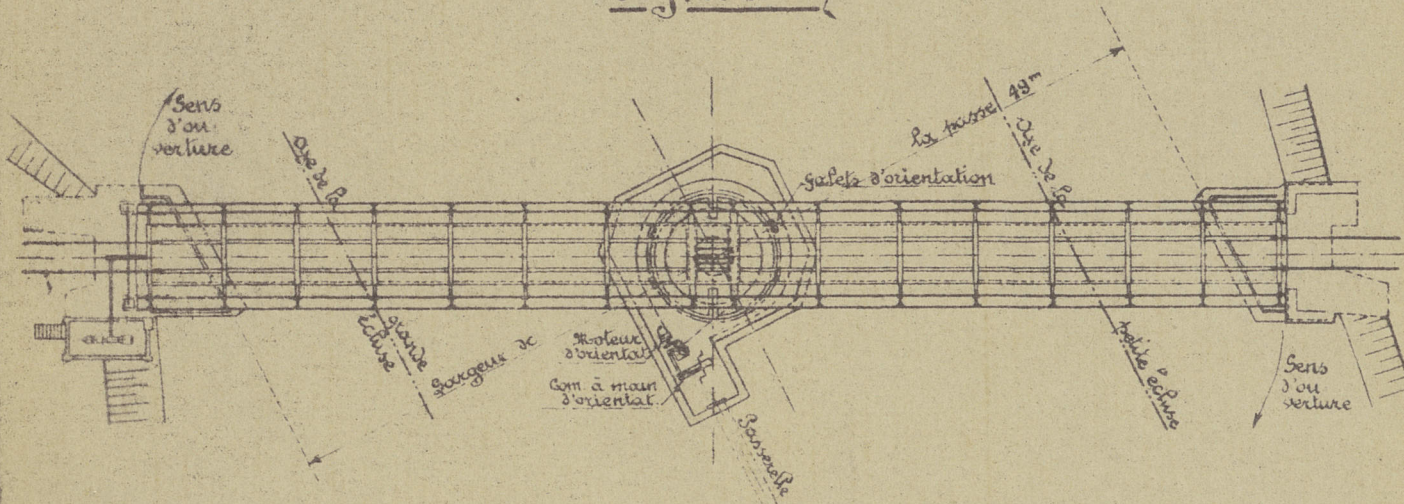 Sens
d'ou-
verture
axe de la
grande
écluse
Largeur de
la passe 49m
axe de la
petite écluse
galets d'orientation
Moteur
d'orientat.
Com. à main
d'orientat.
Passerelle
Sens
d'ou
verture